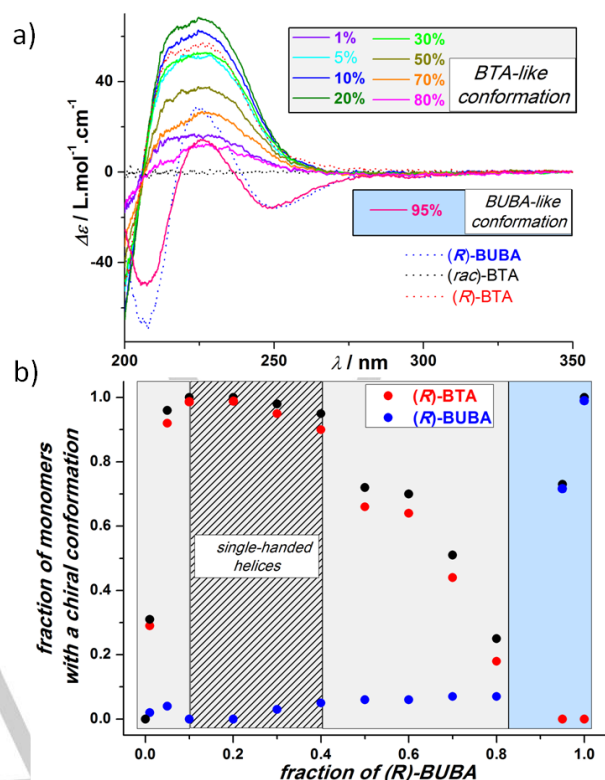 a)
Δε / L.mol⁻¹.cm⁻¹
40
0
-40
1% 30%
5% 50%
10% 70%
20% 80%
BTA-like
conformation
95%
BUBA-like
conformation
(R)-BUBA
(rac)-BTA
(R)-BTA
200 250 300 350
λ / nm
b)
fraction of monomers
with a chiral conformation
1.0
0.8
0.6
0.4
0.2
0.0
(R)-BTA
(R)-BUBA
single-handed
helices
0.0 0.2 0.4 0.6 0.8 1.0
fraction of (R)-BUBA